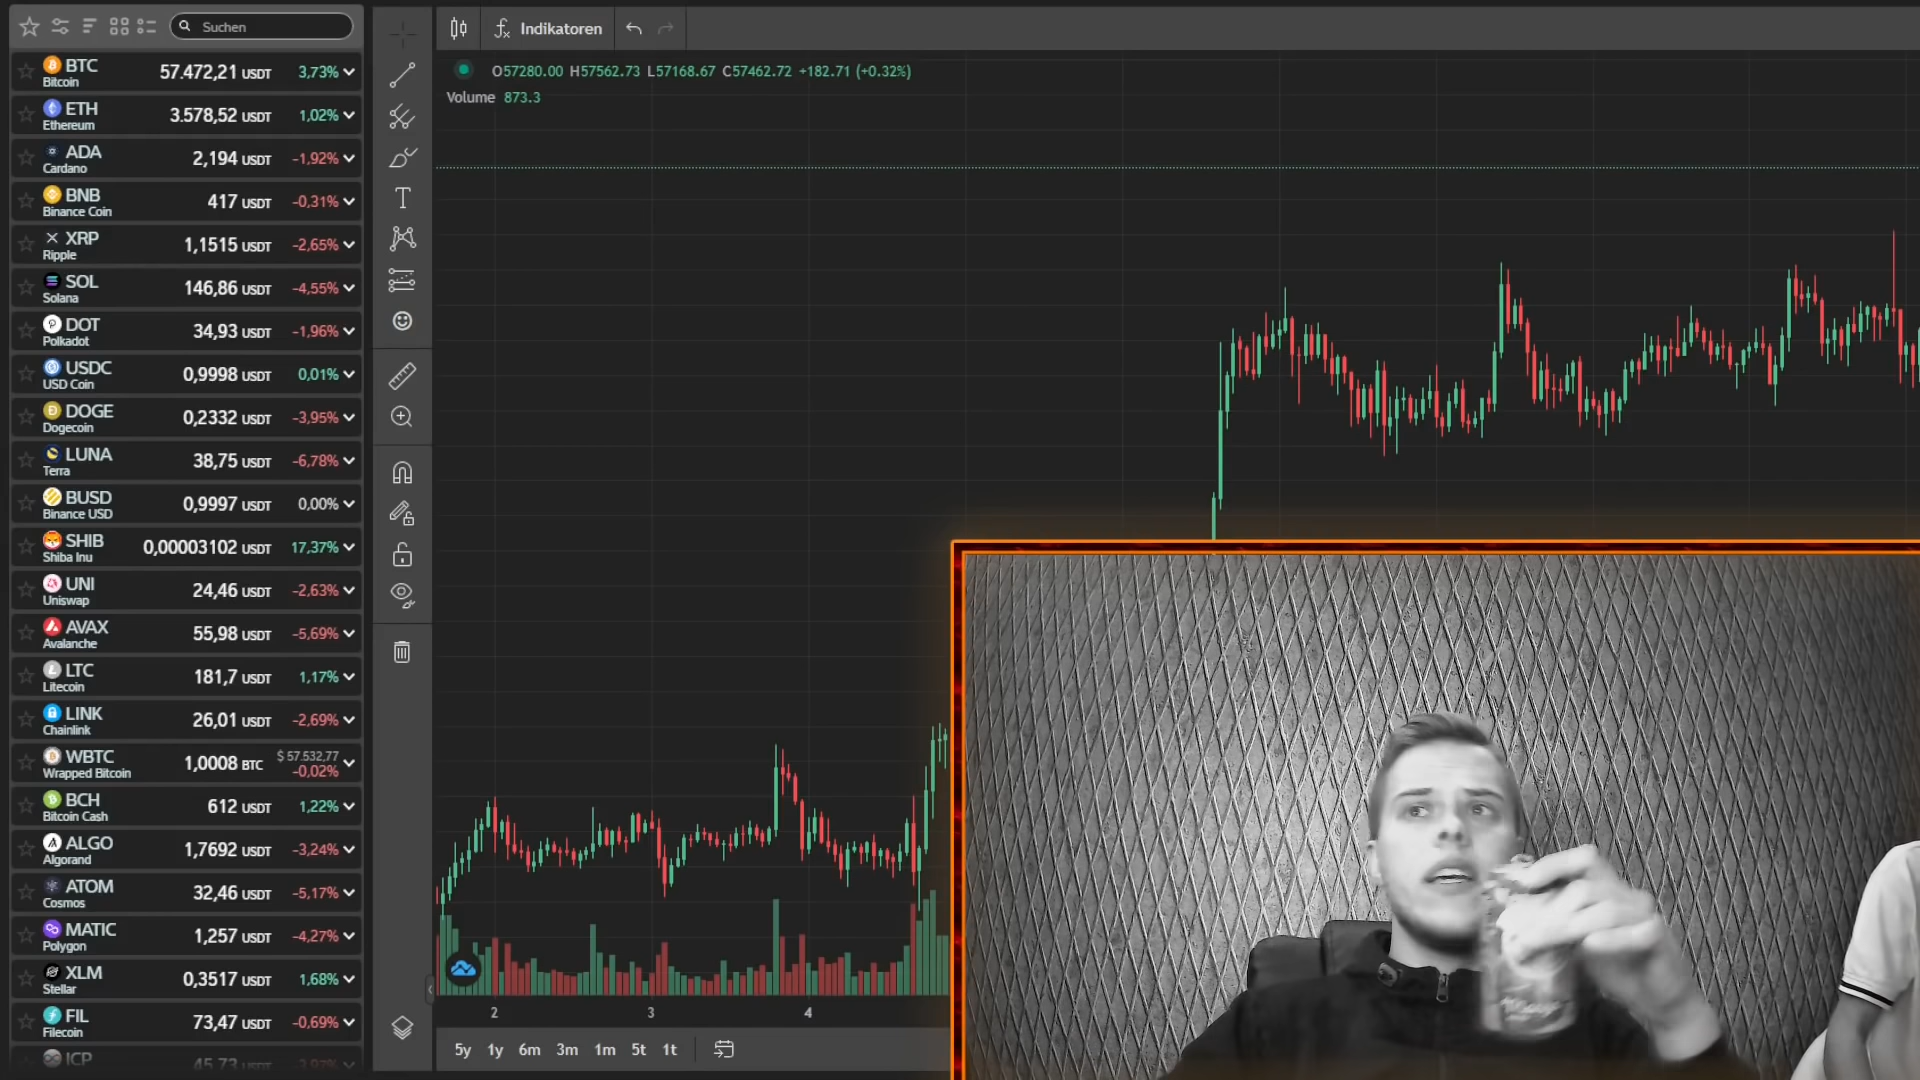 Suchen
BTC
Bitcoin
57.472,21 USDT
3,73%
ETH
Ethereum
3.578,52 USDT
1,02%
ADA
Cardano
2,194 USDT
-1,92%
BNB
Binance Coin
417 USDT
-0,31%
XRP
Ripple
1,1515 USDT
-2,65%
SOL
Solana
146,86 USDT
-4,55%
DOT
Polkadot
34,93 USDT
-1,96%
USDC
USD Coin
0,9998 USDT
0,01%
DOGE
Dogecoin
0,2332 USDT
-3,95%
LUNA
Terra
38,75 USDT
-6,78%
BUSD
Binance USD
0,9997 USDT
0,00%
SHIB
Shiba Inu
0,00003102 USDT
17,37%
UNI
Uniswap
24,46 USDT
-2,63%
AVAX
Avalanche
55,98 USDT
-5,69%
LTC
Litecoin
181,7 USDT
1,17%
LINK
Chainlink
26,01 USDT
-2,69%
WBTC
Wrapped Bitcoin
1,0008 BTC
$ 57.532,77
-0,02%
BCH
Bitcoin Cash
612 USDT
1,22%
ALGO
Algorand
1,7692 USDT
-3,24%
ATOM
Cosmos
32,46 USDT
-5,17%
MATIC
Polygon
1,257 USDT
-4,27%
XLM
Stellar
0,3517 USDT
1,68%
FIL
Filecoin
73,47 USDT
-0,69%
ICP
45,73 USDT
Indikatoren
O57280.00 H57562.73 L57168.67 C57462.72 +182.71 (+0.32%)
Volume 873.3
2 3 4
5y 1y 6m 3m 1m 5t 1t